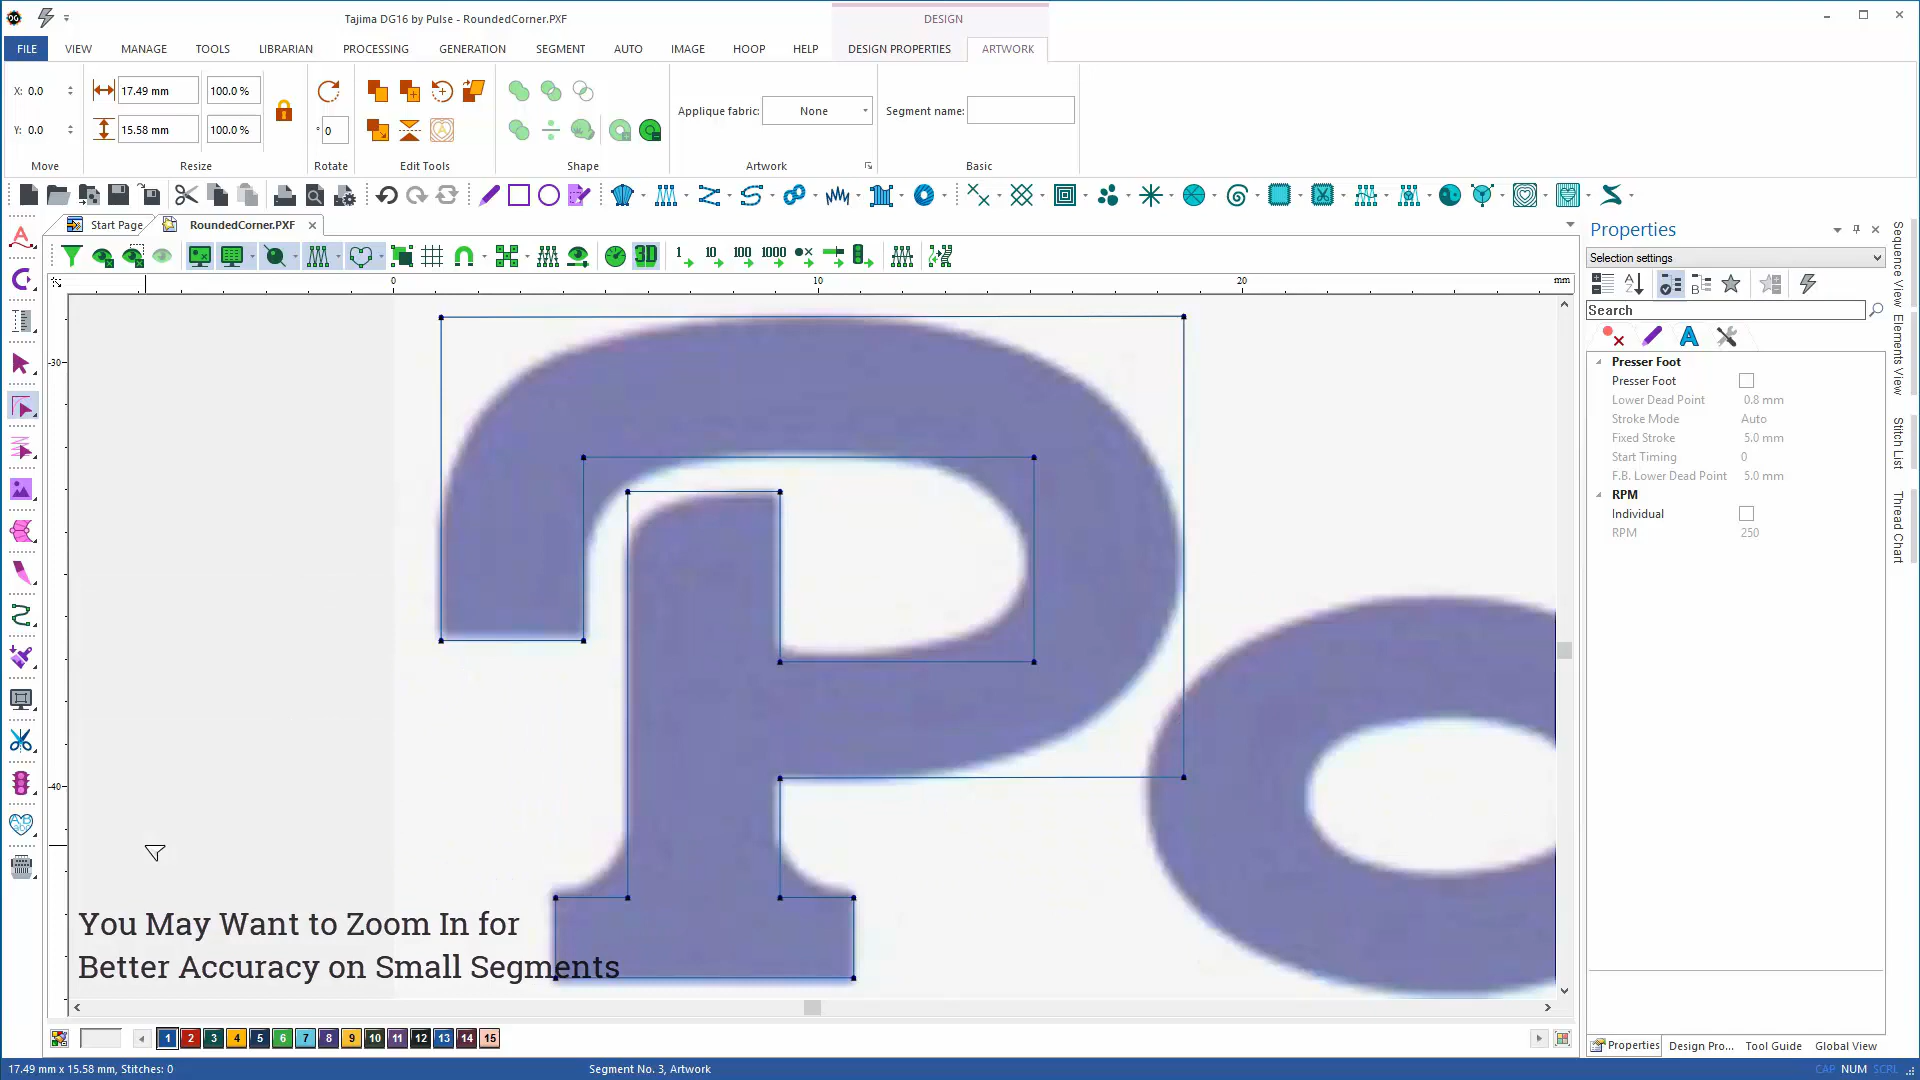 Tajima DG16 by Pulse - RoundedCorner.PXF
DESIGN
FILE VIEW MANAGE TOOLS LIBRARIAN PROCESSING GENERATION SEGMENT AUTO IMAGE HOOP HELP DESIGN PROPERTIES ARTWORK
X: 0.0 17.49 mm 100.0 %
Applique fabric: None Segment name:
Y: 0.0 15.58 mm 100.0 % ° 0
Move Resize Rotate Edit Tools Shape Artwork Basic
Start Page RoundedCorner.PXF
3D 1 10 100 1000
0 10 20 mm
-30
-40
Po
You May Want to Zoom In for
Better Accuracy on Small Segments
Properties
Selection settings
Search
Presser Foot
Presser Foot
Lower Dead Point 0.8 mm
Stroke Mode Auto
Fixed Stroke 5.0 mm
Start Timing 0
F.B. Lower Dead Point 5.0 mm
RPM
Individual
RPM 250
Sequence View
Elements View
Stitch List
Thread Chart
1 2 3 4 5 6 7 8 9 10 11 12 13 14 15
Properties Design Pro... Tool Guide Global View
17.49 mm x 15.58 mm, Stitches: 0 Segment No. 3, Artwork CAP NUM SCRL